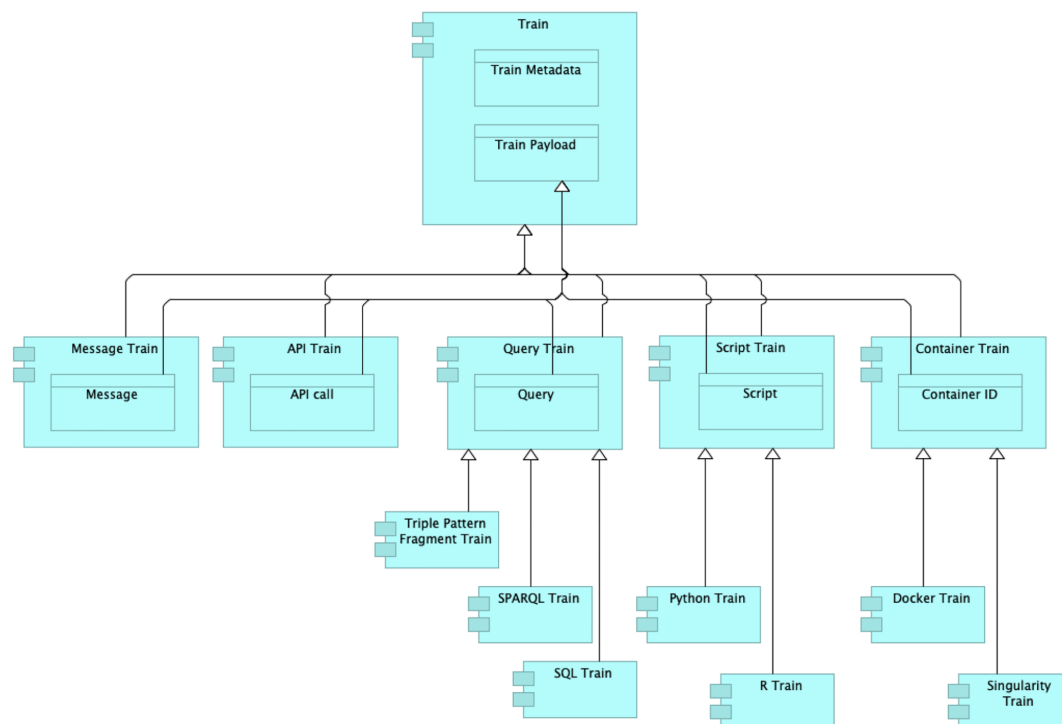 Train
Train Metadata
Train Payload
Message Train
Message
API Train
API call
Query Train
Query
Script Train
Script
Container Train
Container ID
Triple Pattern
Fragment Train
SPARQL Train
SQL Train
Python Train
R Train
Docker Train
Singularity
Train